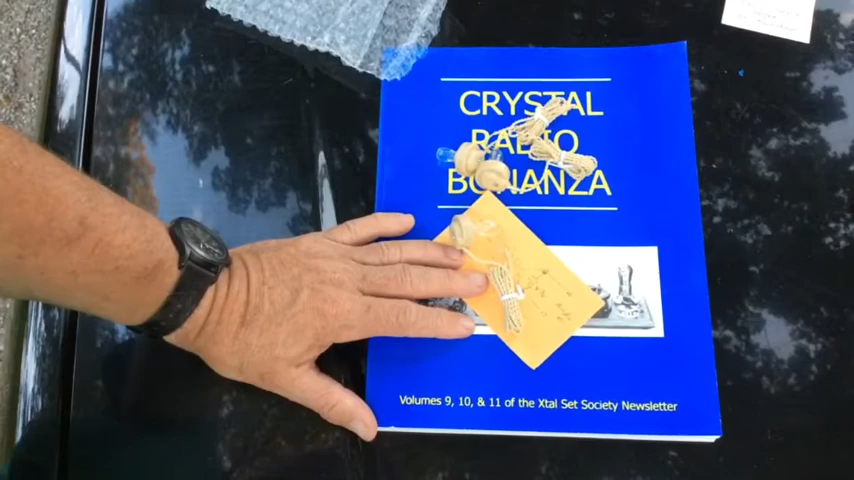 CRYSTAL
RADIO
BONANZA
Volumes 9, 10, & 11 of the Xtal Set Society Newsletter